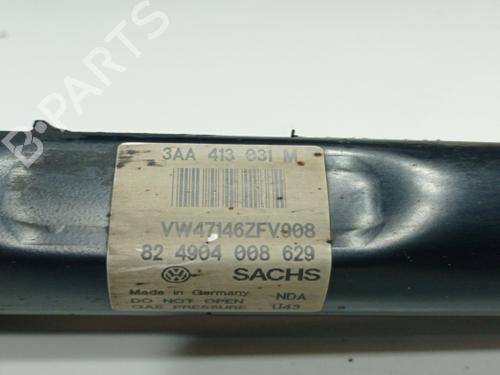 3AA 413 031 M
VW47146ZFV908
82 4904 008 629
SACHS
Made in Germany NDA
DO NOT OPEN
GAS PRESSURE U43
B-PARTS